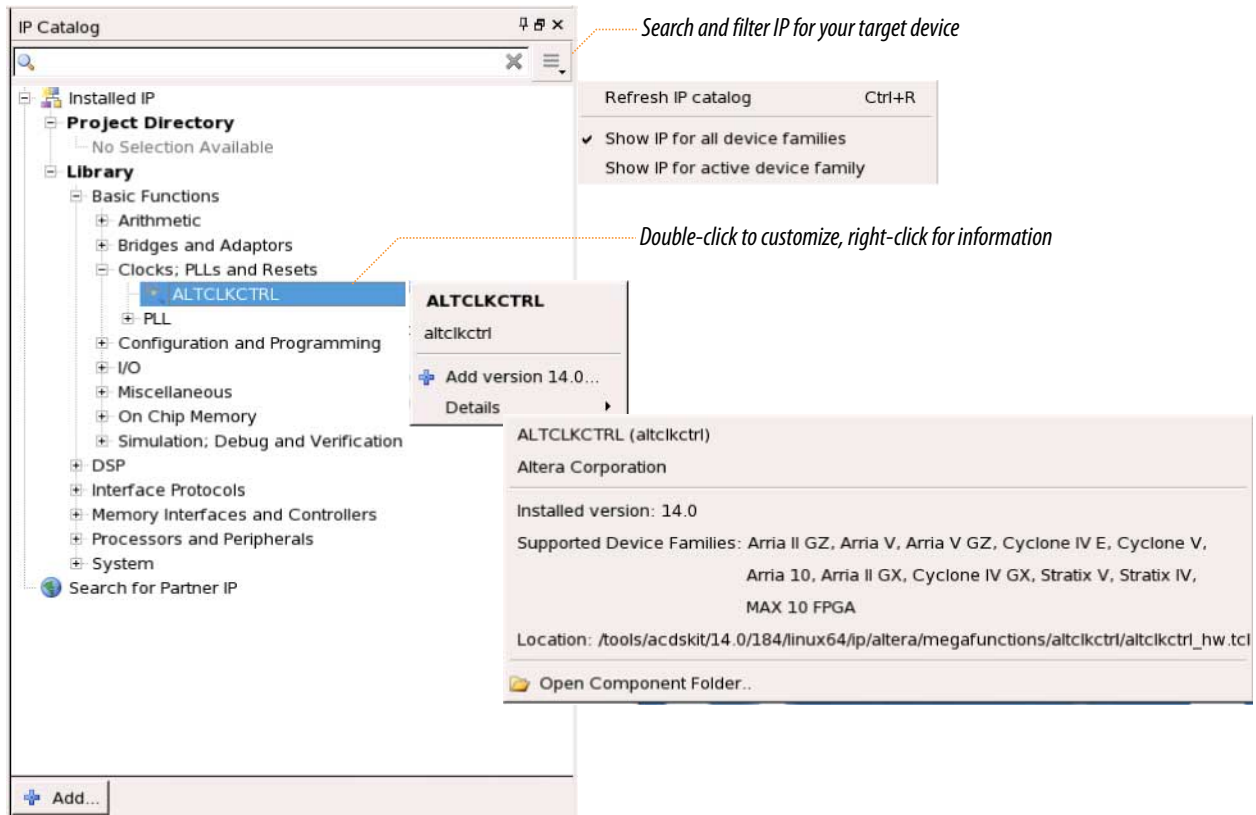 IP Catalog
Search and filter IP for your target device
Installed IP
Project Directory
No Selection Available
Library
Basic Functions
Arithmetic
Bridges and Adaptors
Clocks; PLLs and Resets
ALTCLKCTRL
PLL
Configuration and Programming
I/O
Miscellaneous
On Chip Memory
Simulation; Debug and Verification
DSP
Interface Protocols
Memory Interfaces and Controllers
Processors and Peripherals
System
Search for Partner IP
Add...
Refresh IP catalog Ctrl+R
Show IP for all device families
Show IP for active device family
Double-click to customize, right-click for information
ALTCLKCTRL
altclkctrl
Add version 14.0...
Details
ALTCLKCTRL (altclkctrl)
Altera Corporation
Installed version: 14.0
Supported Device Families: Arria II GZ, Arria V, Arria V GZ, Cyclone IV E, Cyclone V,
Arria 10, Arria II GX, Cyclone IV GX, Stratix V, Stratix IV,
MAX 10 FPGA
Location: /tools/acdskit/14.0/184/linux64/ip/altera/megafunctions/altclkctrl/altclkctrl_hw.tcl
Open Component Folder..